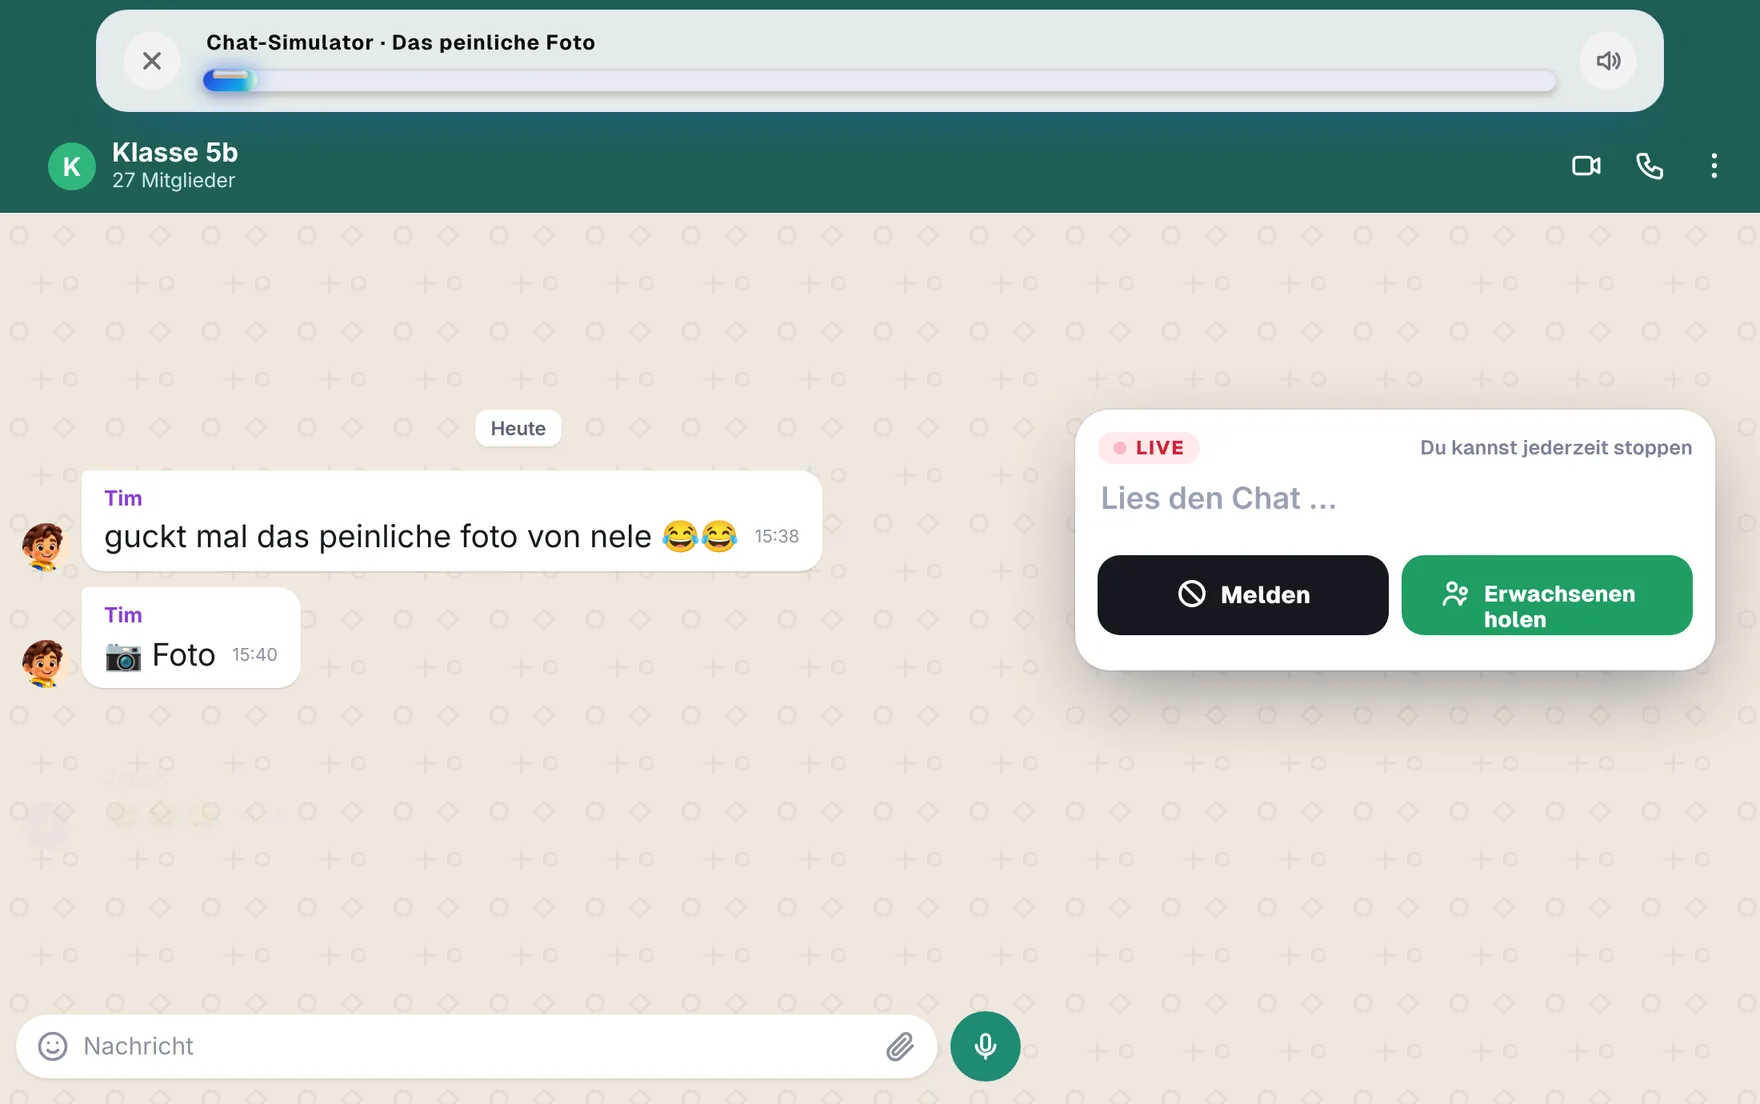 Chat-Simulator · Das peinliche Foto
K
Klasse 5b
27 Mitglieder
Heute
Tim
guckt mal das peinliche foto von nele 😂😂 15:38
Tim
📷 Foto 15:40
LIVE
Du kannst jederzeit stoppen
Lies den Chat ...
Melden
Erwachsenen
holen
Nachricht